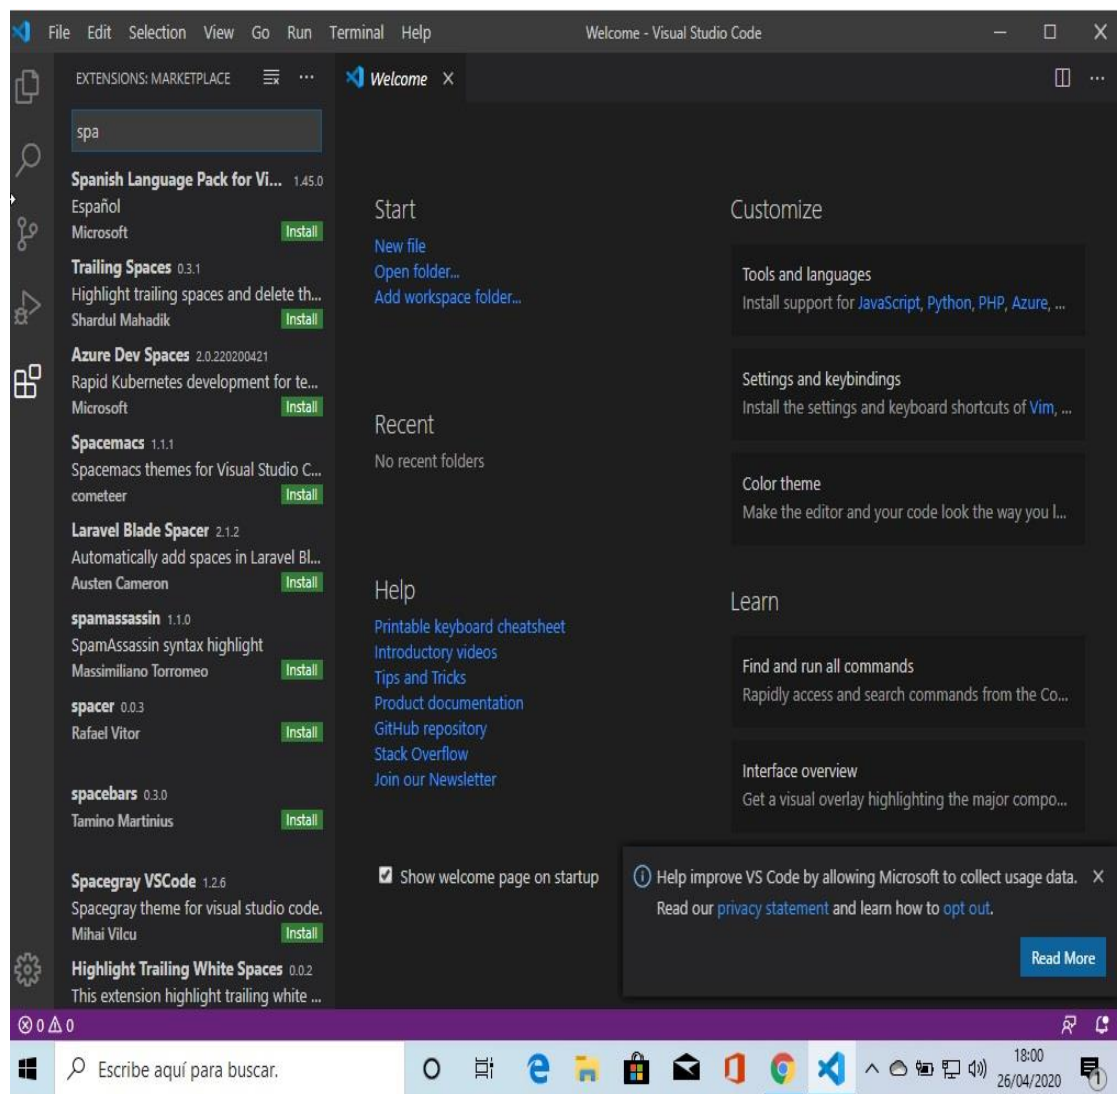 File Edit Selection View Go Run Terminal Help
Welcome - Visual Studio Code
EXTENSIONS: MARKETPLACE
Welcome
spa
Spanish Language Pack for Vi... 1.45.0
Español
Microsoft Install
Trailing Spaces 0.3.1
Highlight trailing spaces and delete th...
Shardul Mahadik Install
Azure Dev Spaces 2.0.220200421
Rapid Kubernetes development for te...
Microsoft Install
Spacemacs 1.1.1
Spacemacs themes for Visual Studio C...
cometeer Install
Laravel Blade Spacer 2.1.2
Automatically add spaces in Laravel Bl...
Austen Cameron Install
spamassassin 1.1.0
SpamAssassin syntax highlight
Massimiliano Torromeo Install
spacer 0.0.3
Rafael Vitor Install
spacebars 0.3.0
Tamino Martinius Install
Spacegray VSCode 1.2.6
Spacegray theme for visual studio code.
Mihai Vilcu Install
Highlight Trailing White Spaces 0.0.2
This extension highlight trailing white ...
Start
New file
Open folder...
Add workspace folder...
Recent
No recent folders
Help
Printable keyboard cheatsheet
Introductory videos
Tips and Tricks
Product documentation
GitHub repository
Stack Overflow
Join our Newsletter
Show welcome page on startup
Customize
Tools and languages
Install support for JavaScript, Python, PHP, Azure, ...
Settings and keybindings
Install the settings and keyboard shortcuts of Vim, ...
Color theme
Make the editor and your code look the way you l...
Learn
Find and run all commands
Rapidly access and search commands from the Co...
Interface overview
Get a visual overlay highlighting the major compo...
Help improve VS Code by allowing Microsoft to collect usage data.
Read our privacy statement and learn how to opt out.
Read More
0 0
Escribe aquí para buscar.
18:00
26/04/2020
1